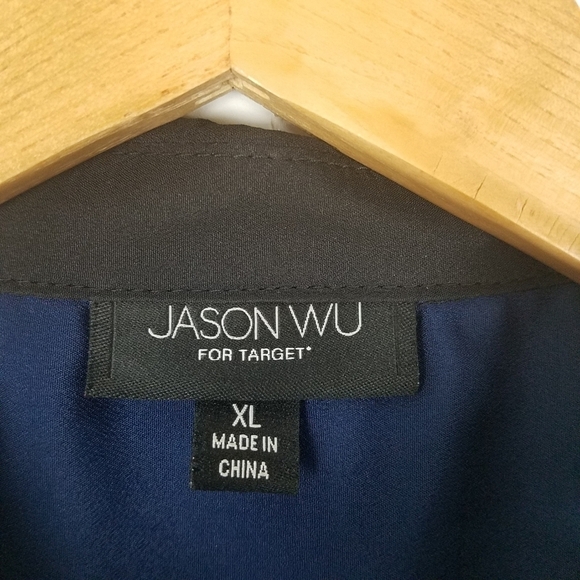 JASON WU
FOR TARGET*
XL
MADE IN
CHINA